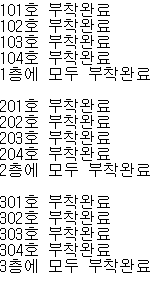 101호 부착완료
102호 부착완료
103호 부착완료
104호 부착완료
1층에 모두 부착완료

201호 부착완료
202호 부착완료
203호 부착완료
204호 부착완료
2층에 모두 부착완료

301호 부착완료
302호 부착완료
303호 부착완료
304호 부착완료
3층에 모두 부착완료